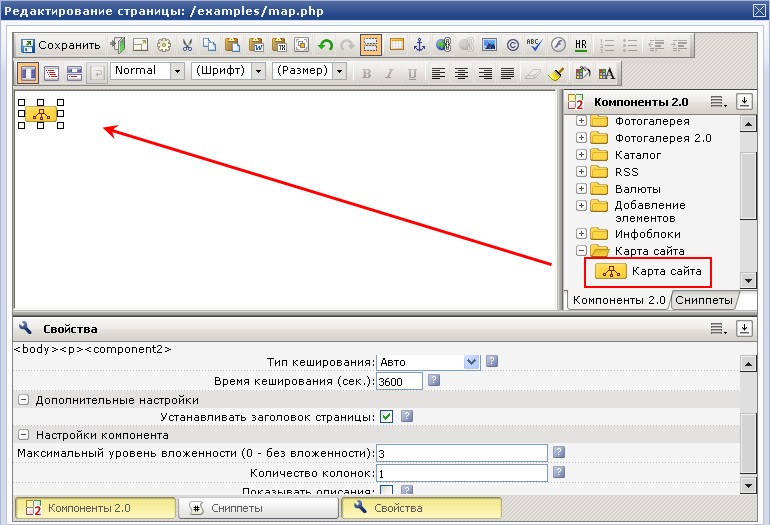 Редактирование страницы: /examples/map.php
Сохранить
ABC
HR
Normal
(Шрифт)
(Размер)
B I U
Компоненты 2.0
Фотогалерея
Фотогалерея 2.0
Каталог
RSS
Валюты
Добавление
элементов
Инфоблоки
Карта сайта
Карта сайта
Компоненты 2.0
Сниппеты
Свойства
<body><p><component2>
Тип кеширования: Авто ?
Время кеширования (сек.): 3600 ?
Дополнительные настройки
Устанавливать заголовок страницы: ?
Настройки компонента
Максимальный уровень вложенности (0 - без вложенности): 3 ?
Количество колонок: 1 ?
Показывать описания: ?
Компоненты 2.0
# Сниппеты
Свойства